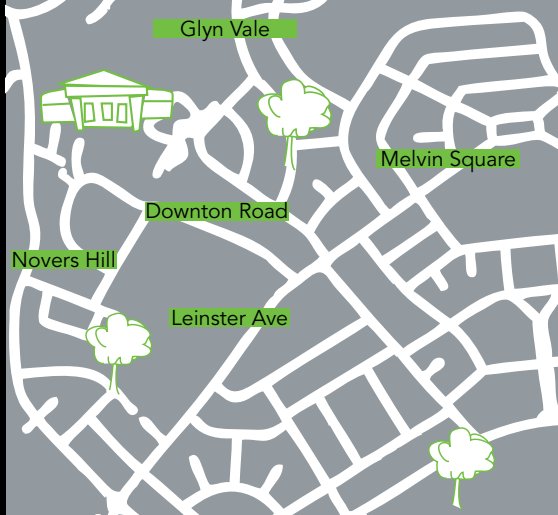 Glyn Vale
Melvin Square
Downton Road
Novers Hill
Leinster Ave